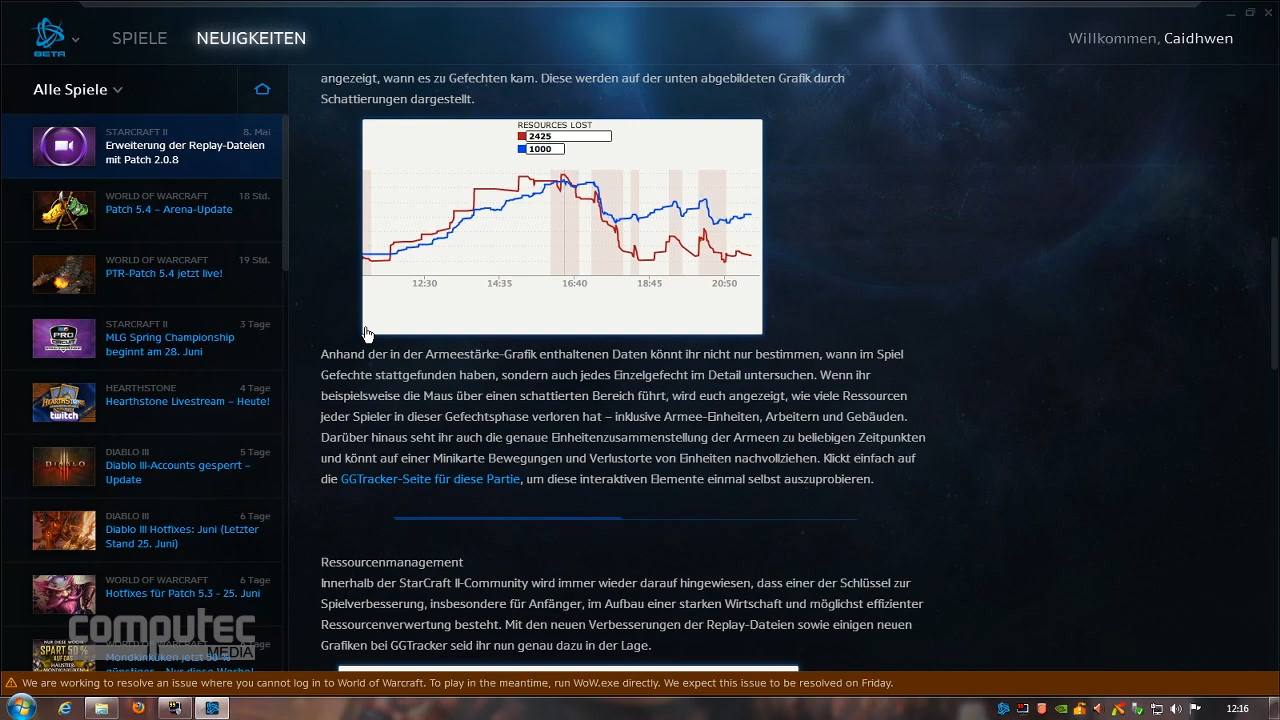 BETA
SPIELE
NEUIGKEITEN
Willkommen, Caidhwen
Alle Spiele
STARCRAFT II 8. Mai
Erweiterung der Replay-Dateien
mit Patch 2.0.8
WORLD OF WARCRAFT 18 Std.
Patch 5.4 – Arena-Update
WORLD OF WARCRAFT 19 Std.
PTR-Patch 5.4 jetzt live!
STARCRAFT II 3 Tage
MLG Spring Championship
beginnt am 28. Juni
HEARTHSTONE 4 Tage
Hearthstone Livestream – Heute!
twitch
DIABLO III 5 Tage
Diablo III-Accounts gesperrt –
Update
DIABLO III 6 Tage
Diablo III Hotfixes: Juni (Letzter
Stand 25. Juni)
WORLD OF WARCRAFT 6 Tage
Hotfixes für Patch 5.3 - 25. Juni
computec
MEDIA
NUR DIESE WOCHE
SPART 50 %
Mondkinküken jetzt 50 %
angezeigt, wann es zu Gefechten kam. Diese werden auf der unten abgebildeten Grafik durch
Schattierungen dargestellt.
RESOURCES LOST
2425
1000
12:30 14:35 16:40 18:45 20:50
Anhand der in der Armeestärke-Grafik enthaltenen Daten könnt ihr nicht nur bestimmen, wann im Spiel
Gefechte stattgefunden haben, sondern auch jedes Einzelgefecht im Detail untersuchen. Wenn ihr
beispielsweise die Maus über einen schattierten Bereich führt, wird euch angezeigt, wie viele Ressourcen
jeder Spieler in dieser Gefechtsphase verloren hat – inklusive Armee-Einheiten, Arbeitern und Gebäuden.
Darüber hinaus seht ihr auch die genaue Einheitenzusammenstellung der Armeen zu beliebigen Zeitpunkten
und könnt auf einer Minikarte Bewegungen und Verlustorte von Einheiten nachvollziehen. Klickt einfach auf
die GGTracker-Seite für diese Partie, um diese interaktiven Elemente einmal selbst auszuprobieren.
Ressourcenmanagement
Innerhalb der StarCraft II-Community wird immer wieder darauf hingewiesen, dass einer der Schlüssel zur
Spielverbesserung, insbesondere für Anfänger, im Aufbau einer starken Wirtschaft und möglichst effizienter
Ressourcenverwertung besteht. Mit den neuen Verbesserungen der Replay-Dateien sowie einigen neuen
Grafiken bei GGTracker seid ihr nun genau dazu in der Lage.
We are working to resolve an issue where you cannot log in to World of Warcraft. To play in the meantime, run WoW.exe directly. We expect this issue to be resolved on Friday.
12:16